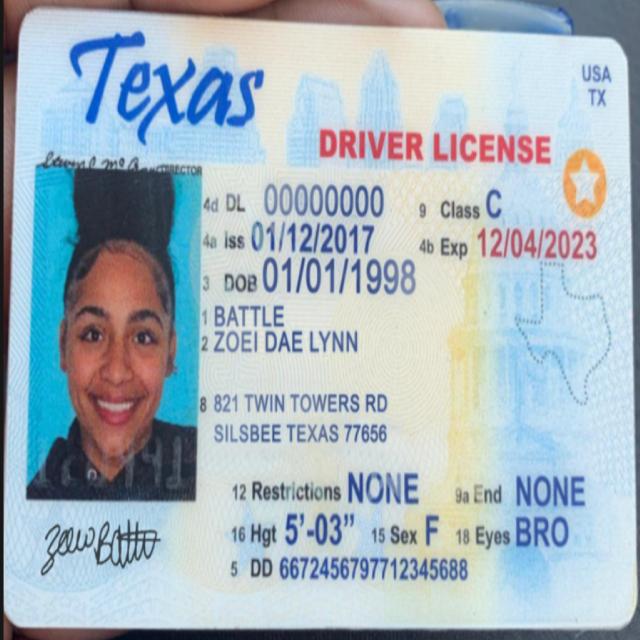 Texas
USA
TX
DRIVER LICENSE
DIRECTOR
4d DL 00000000 9 Class C
4a Iss 01/12/2017 4b Exp 12/04/2023
3 DOB 01/01/1998
1 BATTLE
2 ZOEI DAE LYNN
8 821 TWIN TOWERS RD
SILSBEE TEXAS 77656
12 Restrictions NONE 9a End NONE
16 Hgt 5'-03" 15 Sex F 18 Eyes BRO
5 DD 6672456797712345688